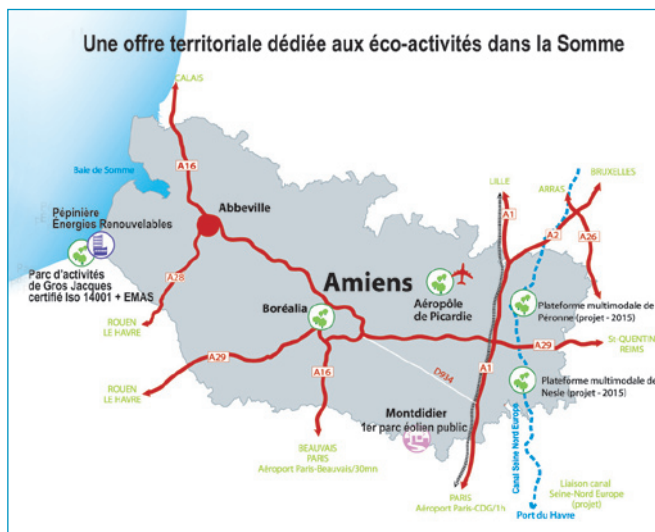 Une offre territoriale dédiée aux éco-activités dans la Somme
CALAIS
A16
Baie de Somme
LILLE
ARRAS
BRUXELLES
A1
A2
A26
Pépinière
Énergies Renouvelables
Abbeville
Parc d'activités
de Gros Jacques
certifié Iso 14001 + EMAS
A28
Amiens
Boréalia
Aéropôle
de Picardie
Plateforme multimodale de
Péronne (projet - 2015)
ROUEN
LE HAVRE
A29
A29
St-QUENTIN
REIMS
A16
D934
A1
ROUEN
LE HAVRE
Plateforme multimodale de
Nesle (projet - 2015)
Montdidier
1er parc éolien public
Canal Seine Nord Europe
BEAUVAIS
PARIS
Aéroport Paris-Beauvais/30mn
PARIS
Aéroport Paris-CDG/1h
Liaison canal
Seine-Nord Europe
(projet)
Port du Havre